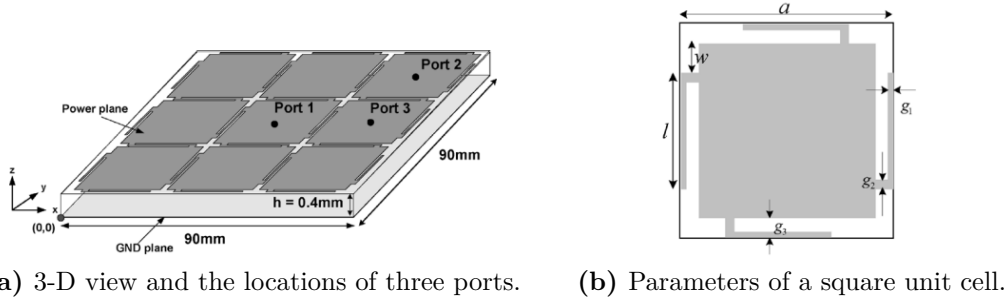 Port 2
Port 1
Port 3
Power plane
90mm
z
y
x
(0,0)
h = 0.4mm
GND plane
90mm
a
w
l
g1
g2
g3
a) 3-D view and the locations of three ports.
(b) Parameters of a square unit cell.